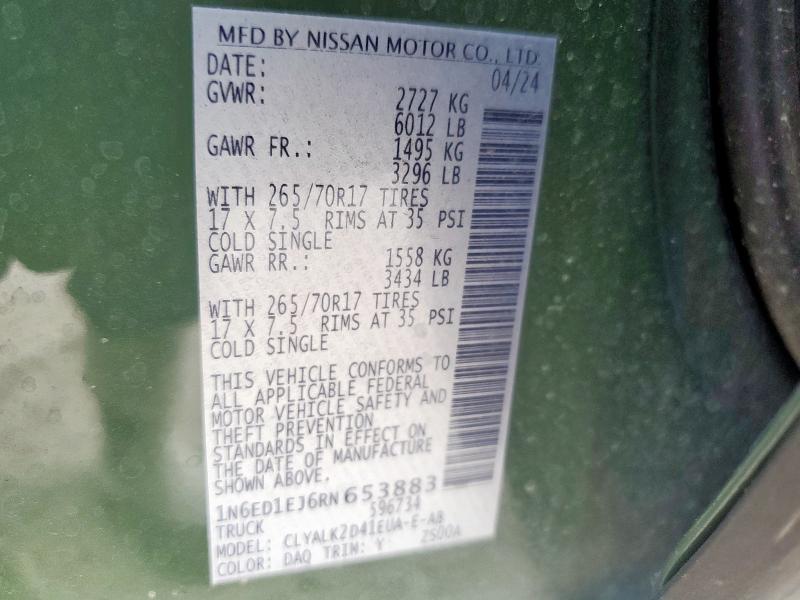 MFD BY NISSAN MOTOR CO., LTD
DATE: 04/24
GVWR: 2727 KG
6012 LB
GAWR FR.: 1495 KG
3296 LB
WITH 265/70R17 TIRES
17 X 7.5 RIMS AT 35 PSI
COLD SINGLE
GAWR RR.: 1558 KG
3434 LB
WITH 265/70R17 TIRES
17 X 7.5 RIMS AT 35 PSI
COLD SINGLE
THIS VEHICLE CONFORMS TO
ALL APPLICABLE FEDERAL
MOTOR VEHICLE SAFETY AND
THEFT PREVENTION
STANDARDS IN EFFECT ON
THE DATE OF MANUFACTURE
SHOWN ABOVE.
1N6ED1EJ6RN653883
TRUCK 596734
MODEL: CLYALK2D41EUA-E-AB
COLOR: DAQ TRIM: Y ZS00A